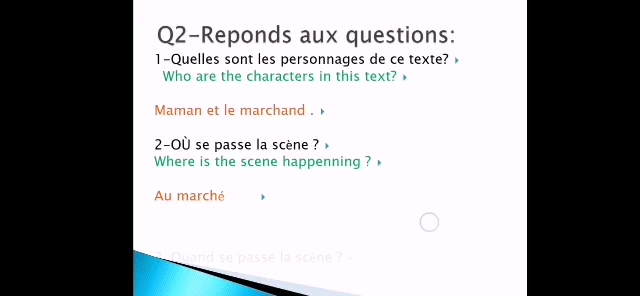 Q2-Reponds aux questions:
1-Quelles sont les personnages de ce texte?
Who are the characters in this text?
Maman et le marchand .
2-OÙ se passe la scène ?
Where is the scene happenning ?
Au marché
3- Quand se passe la scène ?